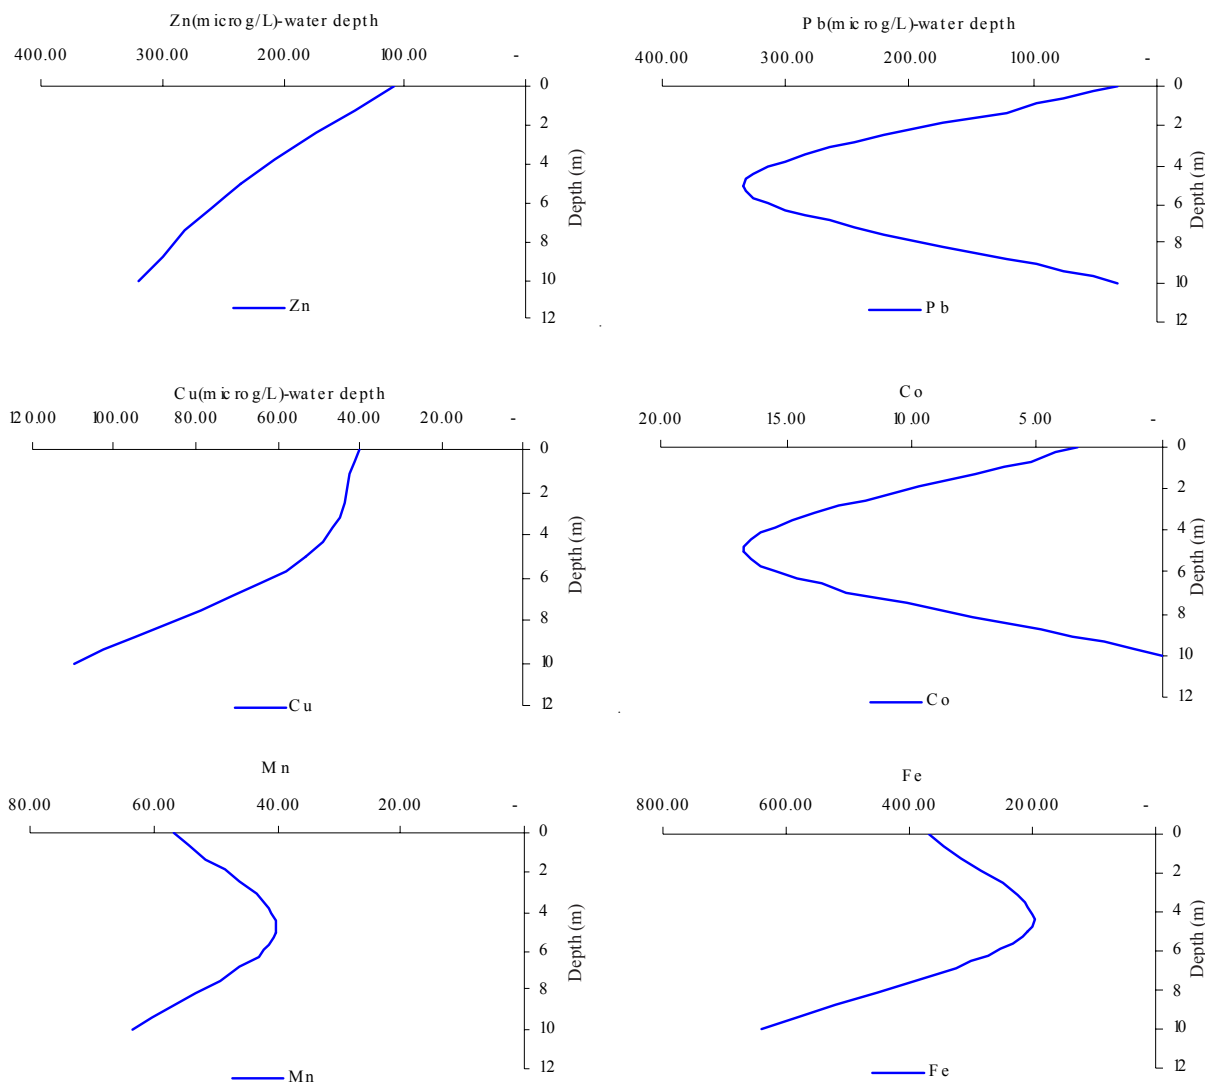 Zn(microg/L)-water depth
400.00 300.00 200.00 100.00 -
0
2
4
6
8
10
12
Depth (m)
Zn
Pb(microg/L)-water depth
400.00 300.00 200.00 100.00 -
0
2
4
6
8
10
12
Depth (m)
Pb
Cu(microg/L)-water depth
120.00 100.00 80.00 60.00 40.00 20.00 -
0
2
4
6
8
10
12
Depth (m)
Cu
Co
20.00 15.00 10.00 5.00 -
0
2
4
6
8
10
12
Depth (m)
Co
Mn
80.00 60.00 40.00 20.00 -
0
2
4
6
8
10
12
Depth (m)
Mn
Fe
800.00 600.00 400.00 200.00 -
0
2
4
6
8
10
12
Depth (m)
Fe